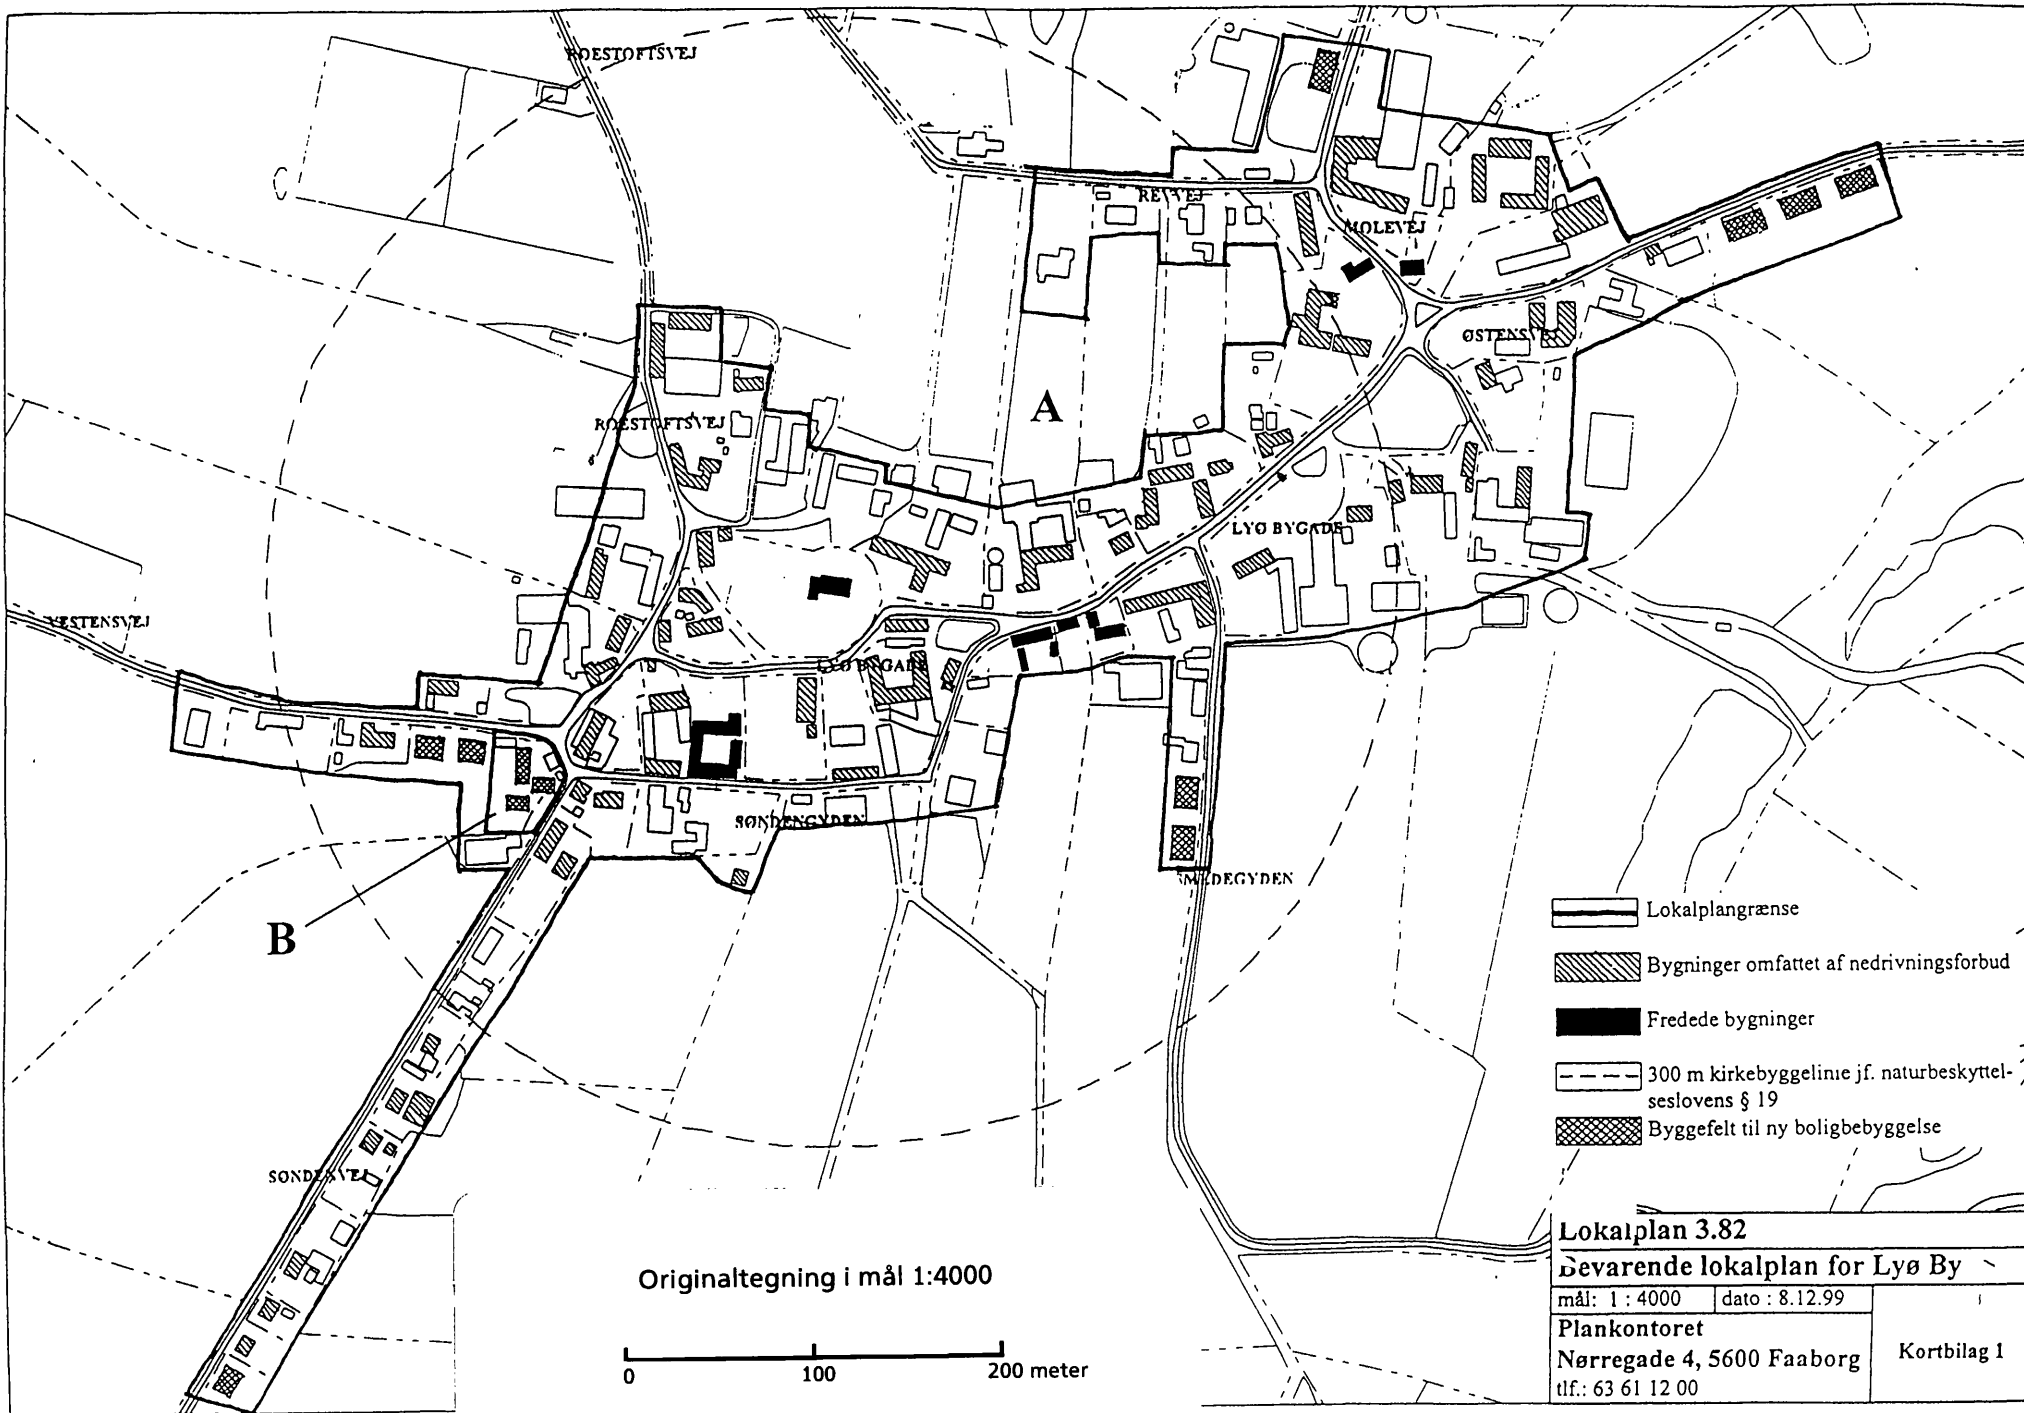 ROESTOFTSVEJ
REVVEJ
MØLEVEJ
ØSTENSVEJ
A
ROESTOFTSVEJ
LYØ BYGADE
VESTENSVEJ
LYØ BYGADE
SØNDENGYDEN
SMEDEGYDEN
B
SØNDENVEJ
Lokalplangrænse
Bygninger omfattet af nedrivningsforbud
Fredede bygninger
300 m kirkebyggelinie jf. naturbeskyttel-
seslovens § 19
Byggefelt til ny boligbebyggelse
Originaltegning i mål 1:4000
0 100 200 meter
Lokalplan 3.82
Bevarende lokalplan for Lyø By
mål: 1 : 4000 dato : 8.12.99
Plankontoret
Nørregade 4, 5600 Faaborg
tlf.: 63 61 12 00
Kortbilag 1